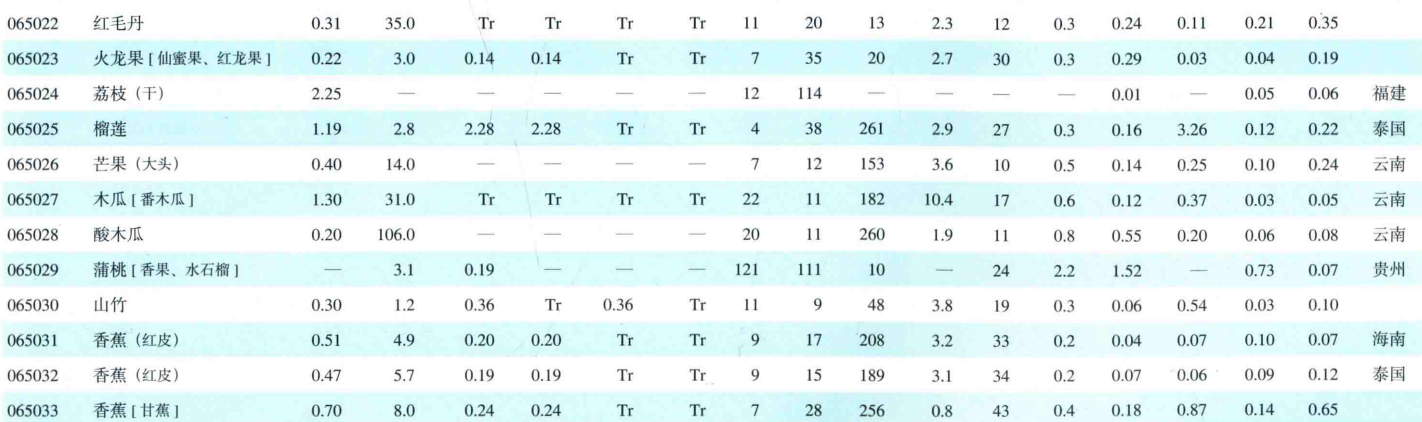 065022 红毛丹 0.31 35.0 Tr Tr Tr Tr 11 20 13 2.3 12 0.3 0.24 0.11 0.21 0.35
065023 火龙果 [ 仙蜜果、红龙果 ] 0.22 3.0 0.14 0.14 Tr Tr 7 35 20 2.7 30 0.3 0.29 0.03 0.04 0.19
065024 荔枝（干） 2.25 — — — — — 12 114 — — — — 0.01 — 0.05 0.06 福建
065025 榴莲 1.19 2.8 2.28 2.28 Tr Tr 4 38 261 2.9 27 0.3 0.16 3.26 0.12 0.22 泰国
065026 芒果（大头） 0.40 14.0 — — — — 7 12 153 3.6 10 0.5 0.14 0.25 0.10 0.24 云南
065027 木瓜 [ 番木瓜 ] 1.30 31.0 Tr Tr Tr Tr 22 11 182 10.4 17 0.6 0.12 0.37 0.03 0.05 云南
065028 酸木瓜 0.20 106.0 — — — — 20 11 260 1.9 11 0.8 0.55 0.20 0.06 0.08 云南
065029 蒲桃 [ 香果、水石榴 ] — 3.1 0.19 — — — 121 111 10 — 24 2.2 1.52 — 0.73 0.07 贵州
065030 山竹 0.30 1.2 0.36 Tr 0.36 Tr 11 9 48 3.8 19 0.3 0.06 0.54 0.03 0.10
065031 香蕉（红皮） 0.51 4.9 0.20 0.20 Tr Tr 9 17 208 3.2 33 0.2 0.04 0.07 0.10 0.07 海南
065032 香蕉（红皮） 0.47 5.7 0.19 0.19 Tr Tr 9 15 189 3.1 34 0.2 0.07 0.06 0.09 0.12 泰国
065033 香蕉 [ 甘蕉 ] 0.70 8.0 0.24 0.24 Tr Tr 7 28 256 0.8 43 0.4 0.18 0.87 0.14 0.65